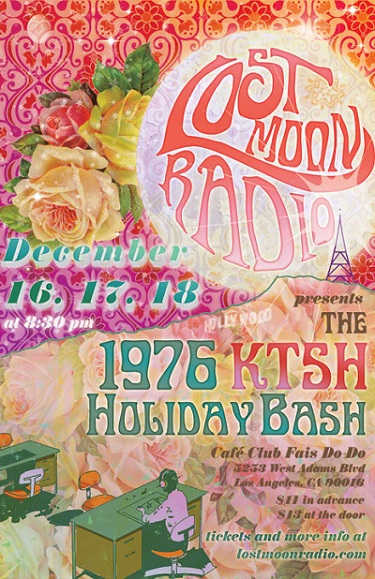 LOST
MOON
RADIO
December
16, 17, 18
at 8:30 pm
presents
HOLLYWOOD
THE
1976 KTSH
HOLIDAY BASH
Café Club Fais Do Do
5253 West Adams Blvd
Los Angeles, CA 90016
$11 in advance
$13 at the door
tickets and more info at
lostmoonradio.com